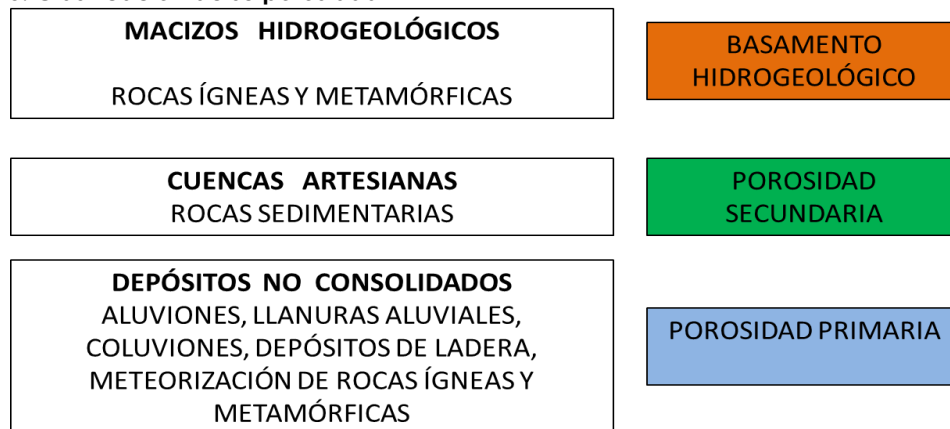 MACIZOS HIDROGEOLÓGICOS
ROCAS ÍGNEAS Y METAMÓRFICAS
BASAMENTO
HIDROGEOLÓGICO
CUENCAS ARTESIANAS
ROCAS SEDIMENTARIAS
POROSIDAD
SECUNDARIA
DEPÓSITOS NO CONSOLIDADOS
ALUVIONES, LLANURAS ALUVIALES,
COLUVIONES, DEPÓSITOS DE LADERA,
METEORIZACIÓN DE ROCAS ÍGNEAS Y
METAMÓRFICAS
POROSIDAD PRIMARIA